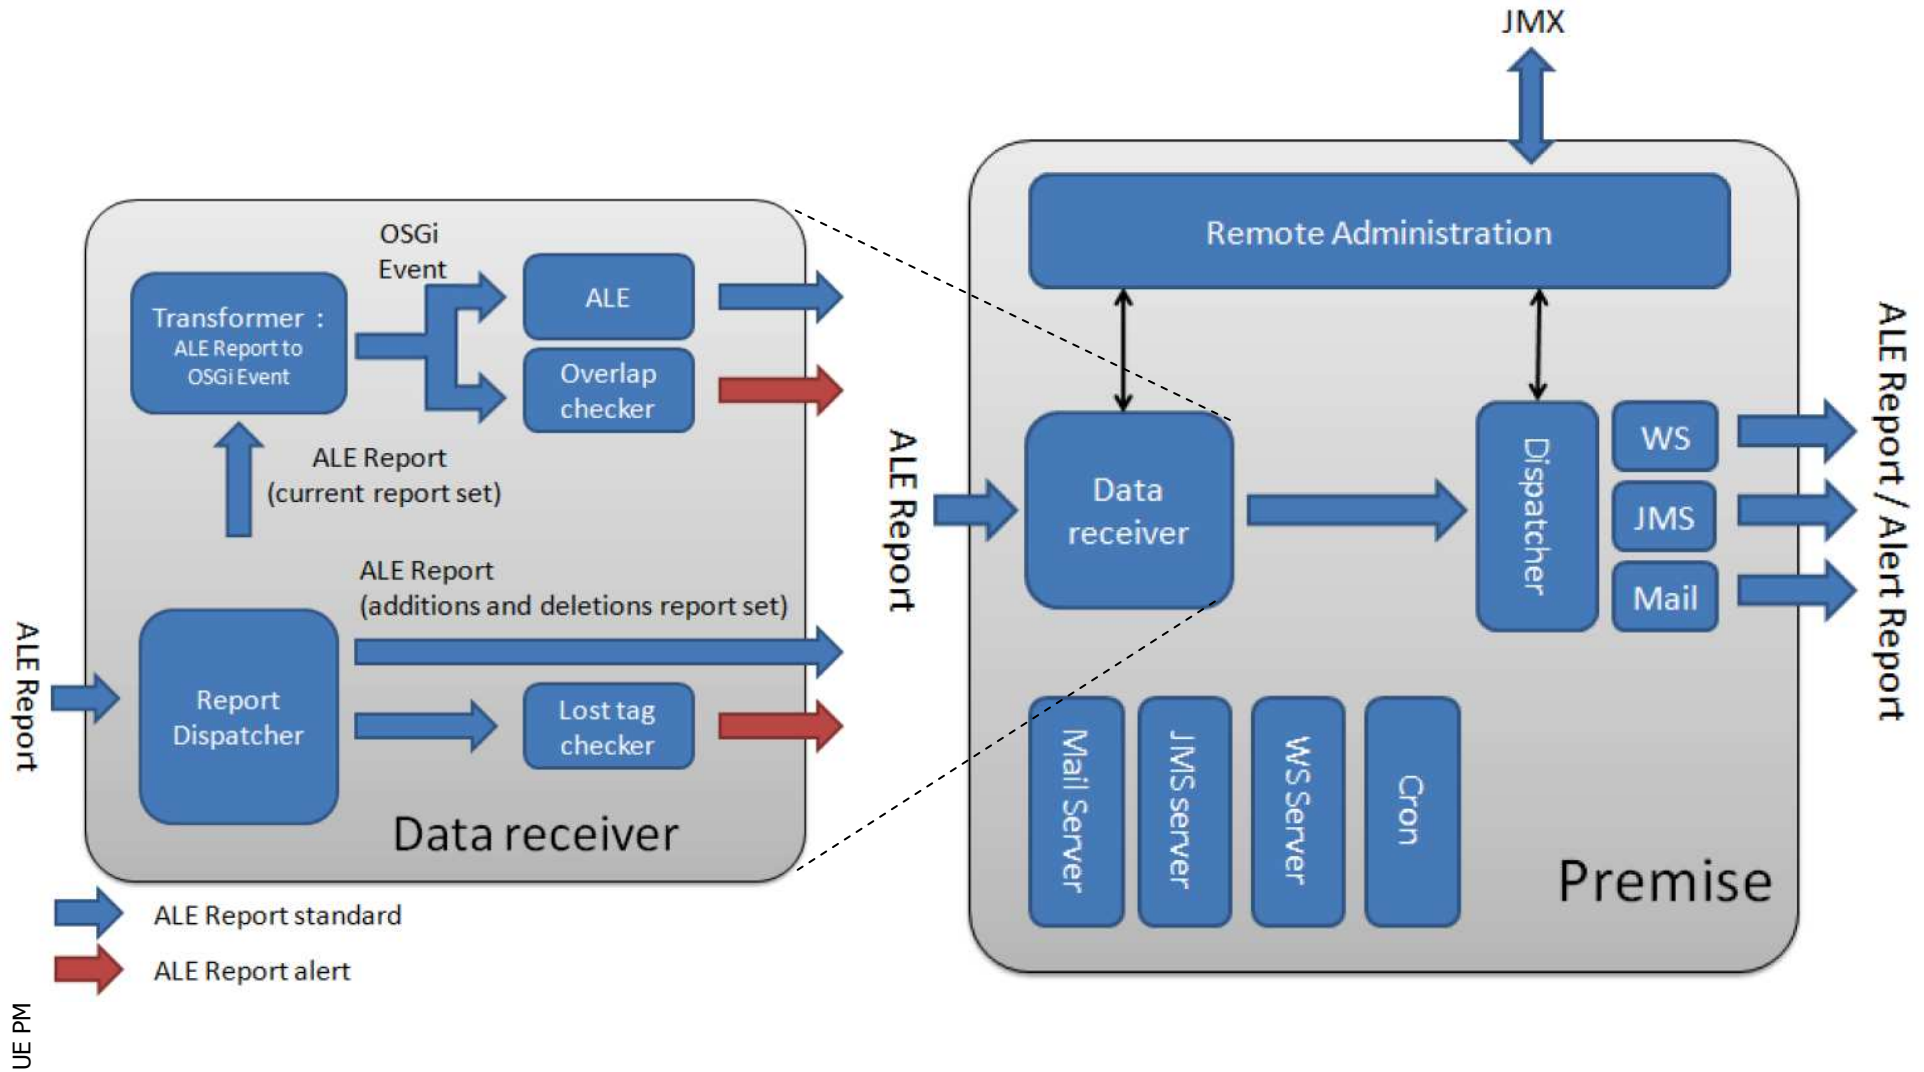 JMX
Remote Administration
OSGi
Event
Transformer :
ALE Report to
OSGi Event
ALE
Overlap
checker
ALE Report
(current report set)
ALE Report
(additions and deletions report set)
ALE Report
Report
Dispatcher
Lost tag
checker
Data receiver
ALE Report standard
ALE Report alert
UE PM
ALE Report
Data
receiver
Dispatcher
WS
JMS
Mail
ALE Report / Alert Report
Mail Server
JMS server
WS Server
Cron
Premise